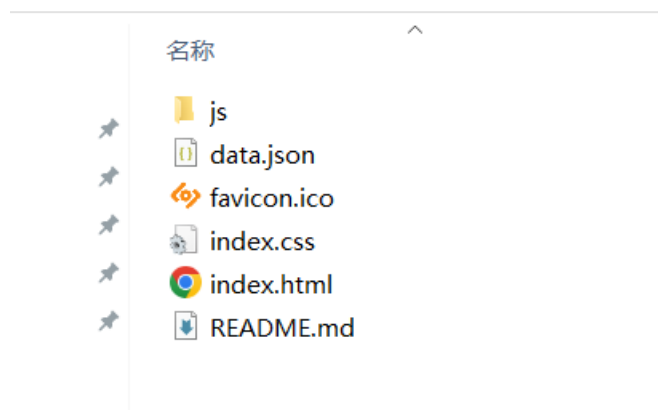 名称
js
data.json
favicon.ico
index.css
index.html
README.md